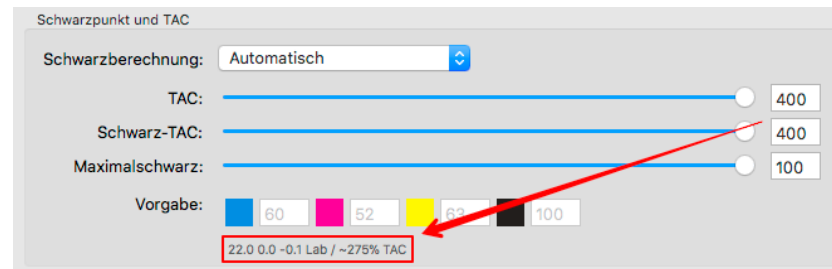 Schwarzpunkt und TAC
Schwarzberechnung: Automatisch
TAC: 400
Schwarz-TAC: 400
Maximalschwarz: 100
Vorgabe: 60 52 63 100
22.0 0.0 -0.1 Lab / ~275% TAC